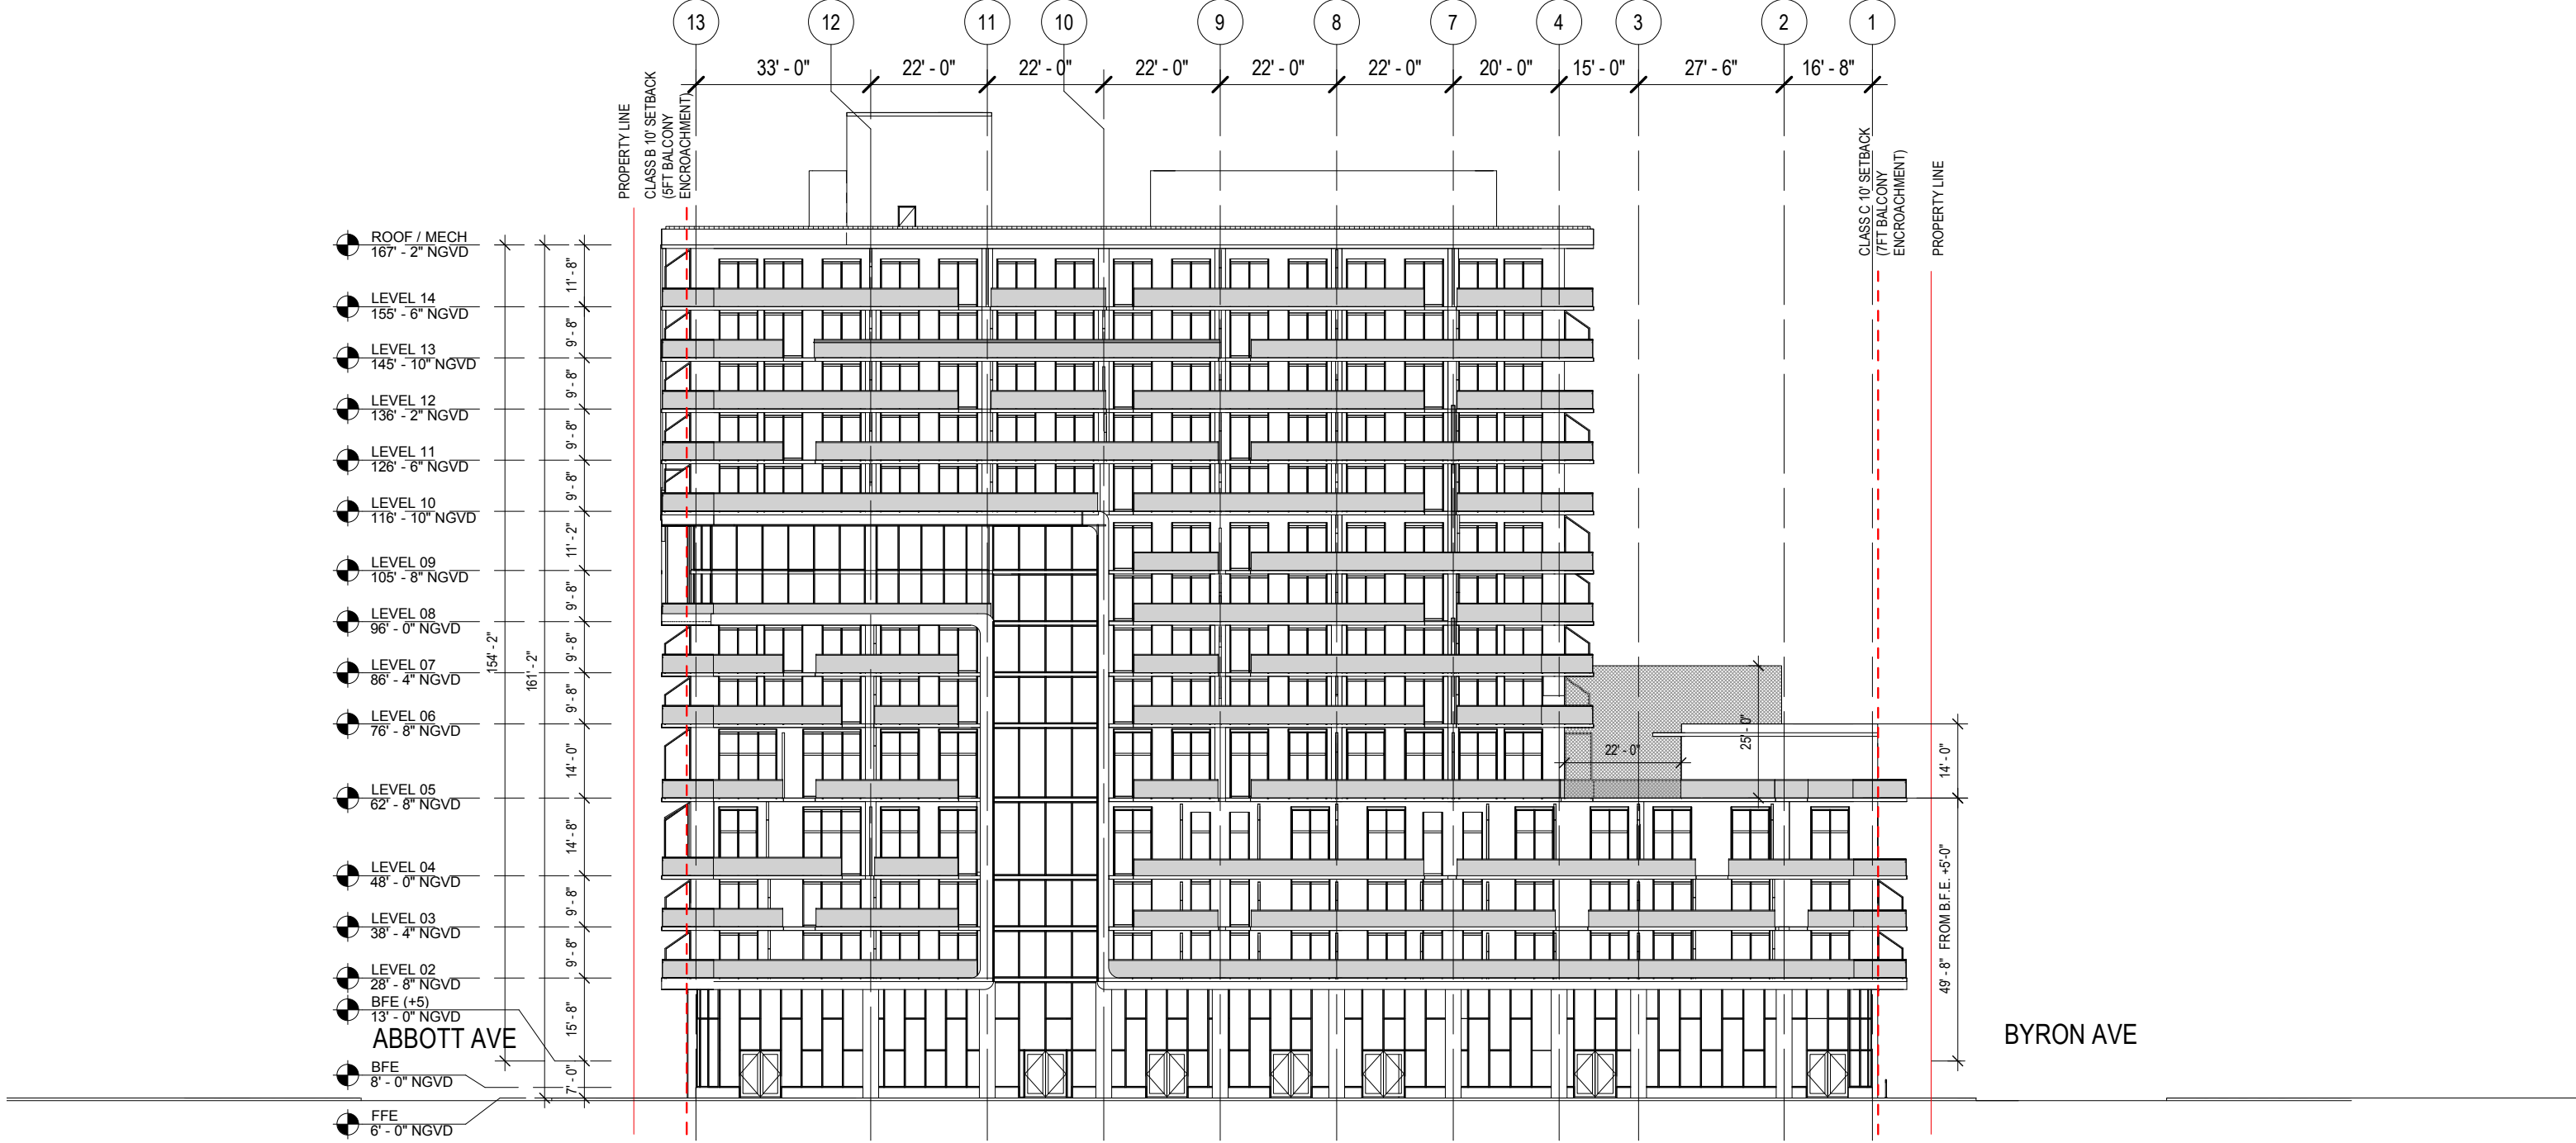 13
12
11
10
9
8
7
4
3
2
1
33' - 0"
22' - 0"
22' - 0"
22' - 0"
22' - 0"
22' - 0"
20' - 0"
15' - 0"
27' - 6"
16' - 8"
PROPERTY LINE
CLASS B 10' SETBACK
(5FT BALCONY
ENCROACHMENT)
CLASS C 10' SETBACK
(7FT BALCONY
ENCROACHMENT)
PROPERTY LINE
ROOF / MECH
167' - 2" NGVD
LEVEL 14
155' - 6" NGVD
LEVEL 13
145' - 10" NGVD
LEVEL 12
136' - 2" NGVD
LEVEL 11
126' - 6" NGVD
LEVEL 10
116' - 10" NGVD
LEVEL 09
105' - 8" NGVD
LEVEL 08
96' - 0" NGVD
LEVEL 07
86' - 4" NGVD
LEVEL 06
76' - 8" NGVD
LEVEL 05
62' - 8" NGVD
LEVEL 04
48' - 0" NGVD
LEVEL 03
38' - 4" NGVD
LEVEL 02
28' - 8" NGVD
BFE (+5)
13' - 0" NGVD
ABBOTT AVE
BFE
8' - 0" NGVD
FFE
6' - 0" NGVD
154' - 2"
161' - 2"
11' - 8"
9' - 8"
9' - 8"
9' - 8"
9' - 8"
11' - 2"
9' - 8"
9' - 8"
9' - 8"
14' - 0"
14' - 8"
9' - 8"
9' - 8"
15' - 8"
7' - 0"
22' - 0"
25' - 0"
14' - 0"
49' - 8" FROM B.F.E. +5'-0"
BYRON AVE